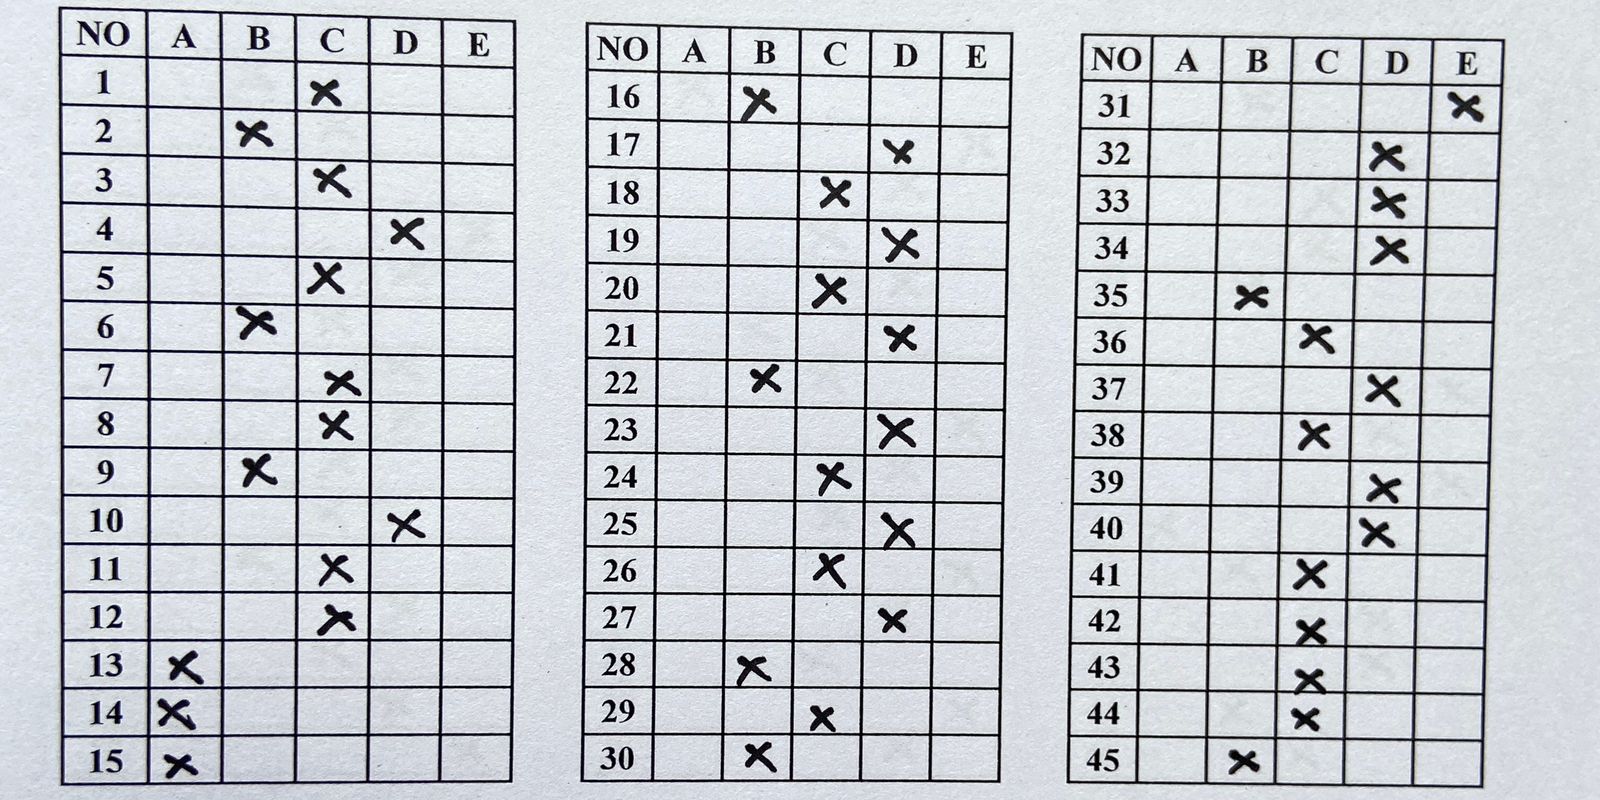 NO A B C D E
1 X
2 X
3 X
4 X
5 X
6 X
7 X
8 X
9 X
10 X
11 X
12 X
13 X
14 X
15 X
NO A B C D E
16 X
17 X
18 X
19 X
20 X
21 X
22 X
23 X
24 X
25 X
26 X
27 X
28 X
29 X
30 X
NO A B C D E
31 X
32 X
33 X
34 X
35 X
36 X
37 X
38 X
39 X
40 X
41 X
42 X
43 X
44 X
45 X